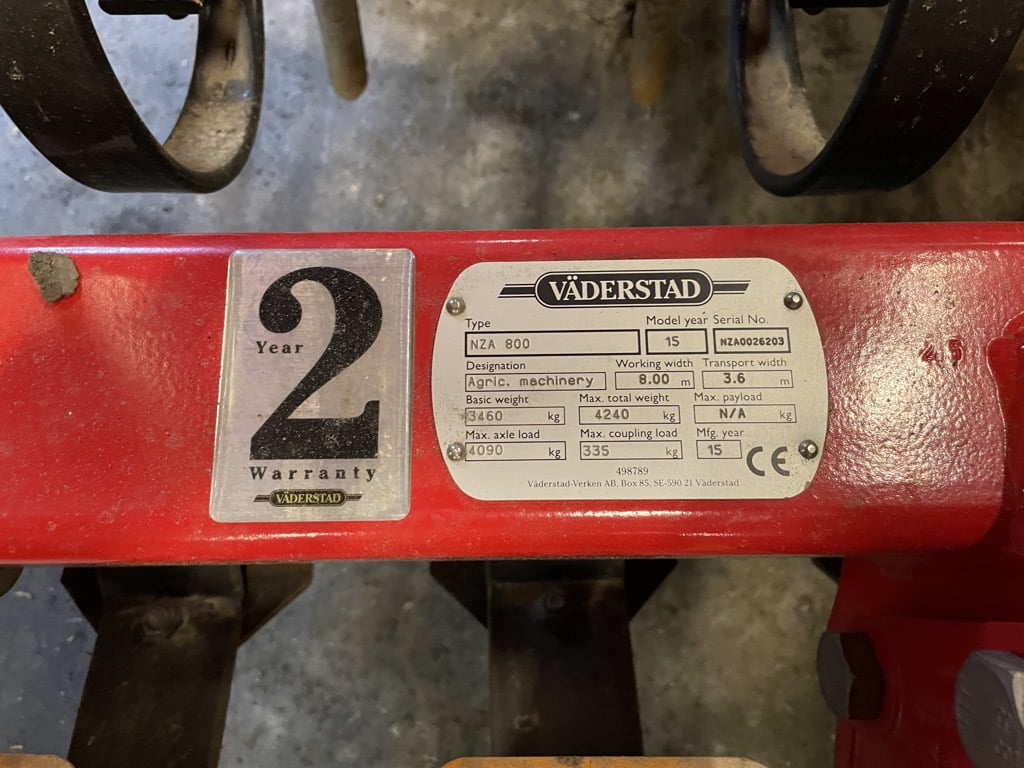 2
Year
Warranty
VÄDERSTAD
VÄDERSTAD
Type Model year Serial No.
NZA 800 15 NZA0026203
Designation Working width Transport width
Agric. machinery 8.00 m 3.6 m
Basic weight Max. total weight Max. payload
3460 kg 4240 kg N/A kg
Max. axle load Max. coupling load Mfg. year
4090 kg 335 kg 15 CE
498789
Väderstad-Verken AB, Box 85, SE-590 21 Väderstad
4.5